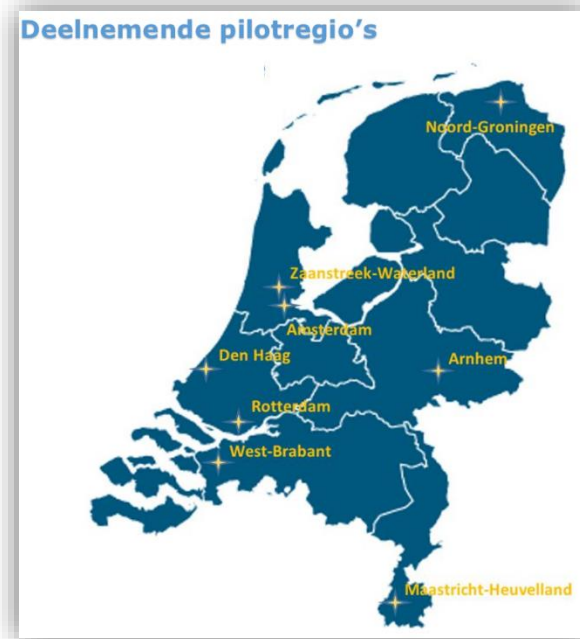 Deelnemende pilotregio’s
Noord-Groningen
Zaanstreek-Waterland
Amsterdam
Den Haag
Arnhem
Rotterdam
West-Brabant
Maastricht-Heuvelland